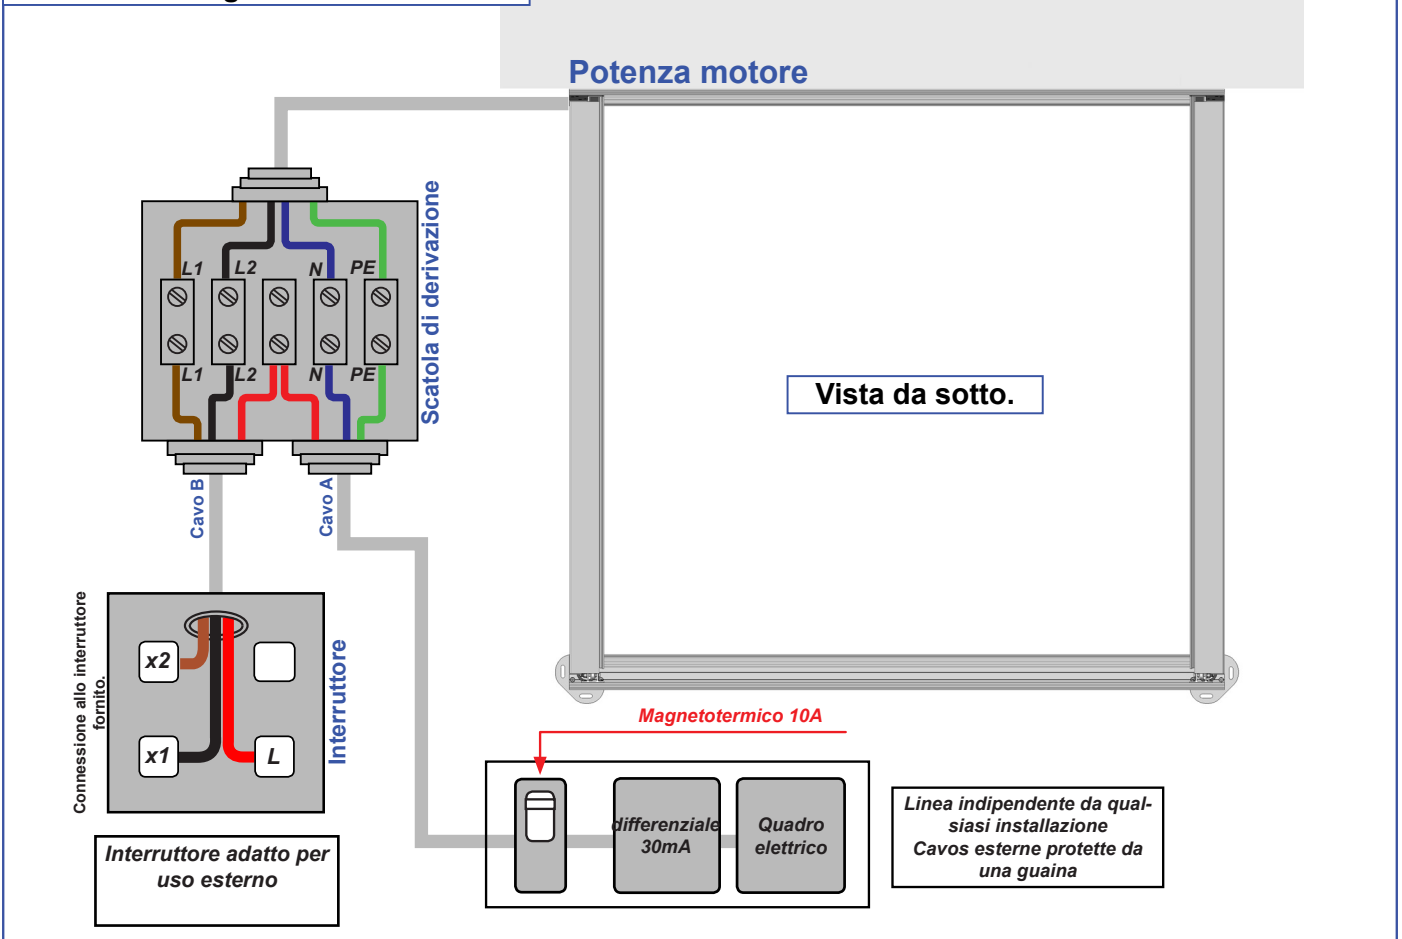 Potenza motore
L1 L2 N PE
L1 L2 N PE
Scatola di derivazione
Vista da sotto.
Cavo B
Cavo A
Connessione allo interruttore
fornito.
x2
x1
L
Interruttore
Interruttore adatto per
uso esterno
Magnetotermico 10A
differenziale
30mA
Quadro
elettrico
Linea indipendente da qual-
siasi installazione
Cavos esterne protette da
una guaina